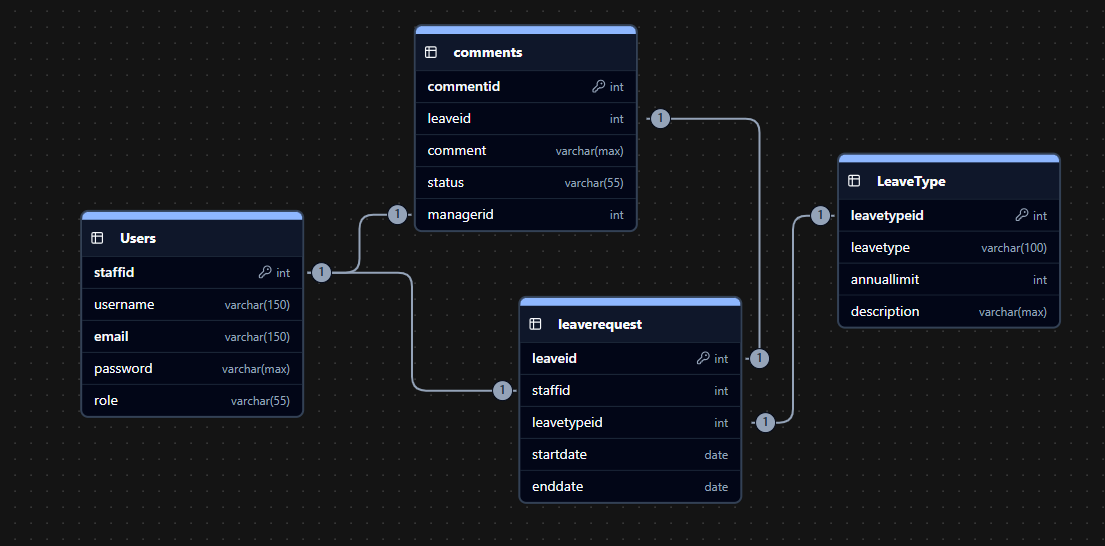 comments
commentid int
leaveid int
comment varchar(max)
status varchar(55)
managerid int
1
1
Users
staffid int
username varchar(150)
email varchar(150)
password varchar(max)
role varchar(55)
1
LeaveType
leavetypeid int
leavetype varchar(100)
annuallimit int
description varchar(max)
1
leaverequest
leaveid int
staffid int
leavetypeid int
startdate date
enddate date
1
1
1